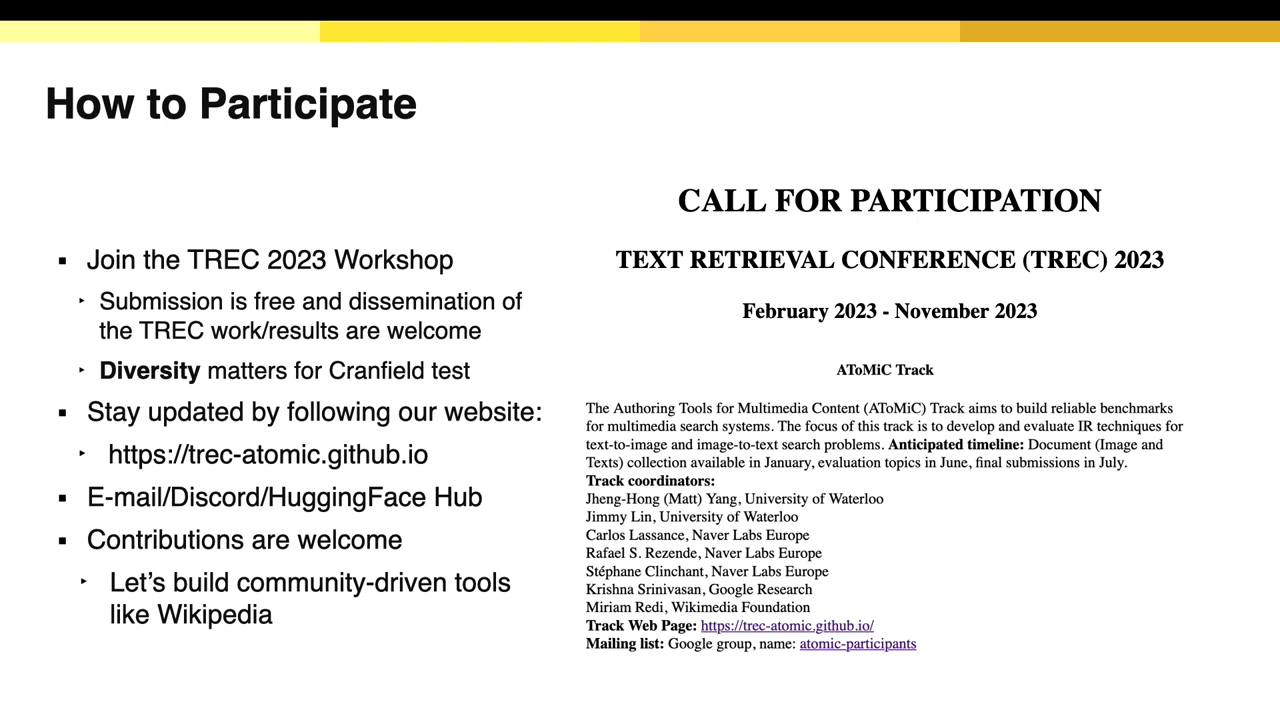 How to Participate
▪ Join the TREC 2023 Workshop
‣ Submission is free and dissemination of
the TREC work/results are welcome
‣ Diversity matters for Cranfield test
▪ Stay updated by following our website:
‣ https://trec-atomic.github.io
▪ E-mail/Discord/HuggingFace Hub
▪ Contributions are welcome
‣ Let’s build community-driven tools
like Wikipedia
CALL FOR PARTICIPATION
TEXT RETRIEVAL CONFERENCE (TREC) 2023
February 2023 - November 2023
AToMiC Track
The Authoring Tools for Multimedia Content (AToMiC) Track aims to build reliable benchmarks
for multimedia search systems. The focus of this track is to develop and evaluate IR techniques for
text-to-image and image-to-text search problems. Anticipated timeline: Document (Image and
Texts) collection available in January, evaluation topics in June, final submissions in July.
Track coordinators:
Jheng-Hong (Matt) Yang, University of Waterloo
Jimmy Lin, University of Waterloo
Carlos Lassance, Naver Labs Europe
Rafael S. Rezende, Naver Labs Europe
Stéphane Clinchant, Naver Labs Europe
Krishna Srinivasan, Google Research
Miriam Redi, Wikimedia Foundation
Track Web Page: https://trec-atomic.github.io/
Mailing list: Google group, name: atomic-participants